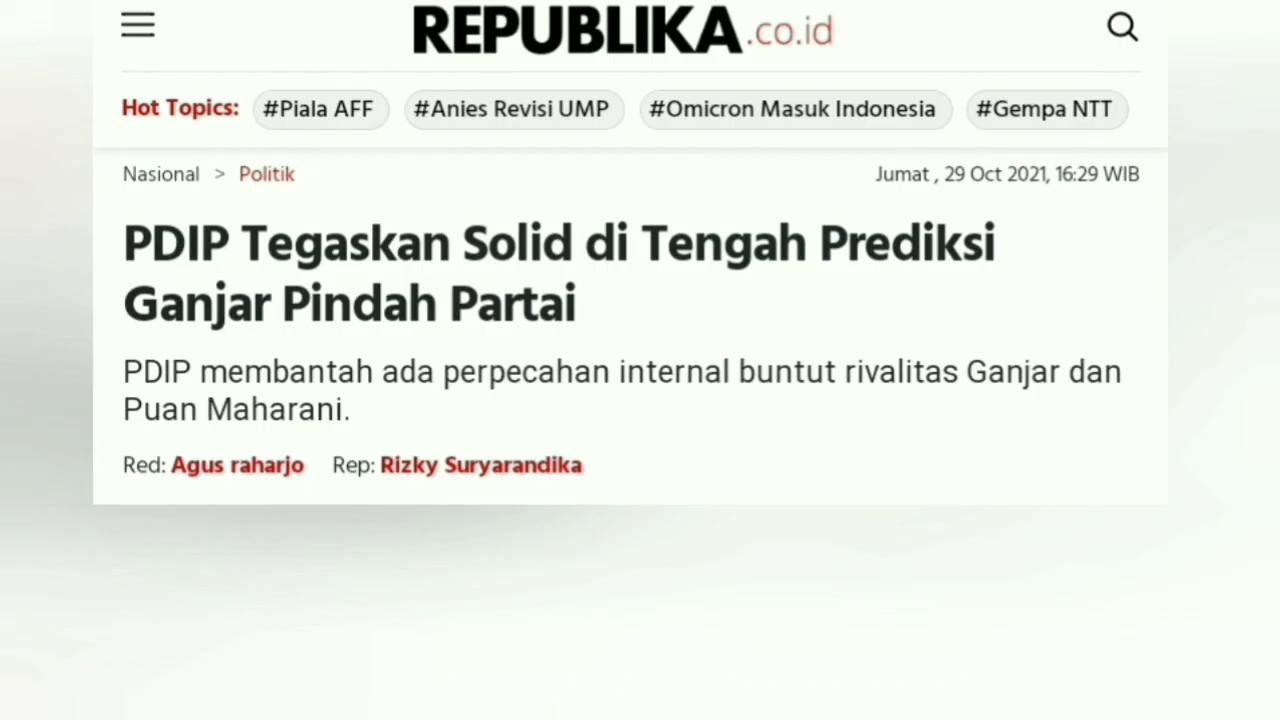 REPUBLIKA.co.id
Hot Topics: #Piala AFF #Anies Revisi UMP #Omicron Masuk Indonesia #Gempa NTT
Nasional > Politik Jumat , 29 Oct 2021, 16:29 WIB
PDIP Tegaskan Solid di Tengah Prediksi
Ganjar Pindah Partai
PDIP membantah ada perpecahan internal buntut rivalitas Ganjar dan
Puan Maharani.
Red: Agus raharjo Rep: Rizky Suryarandika